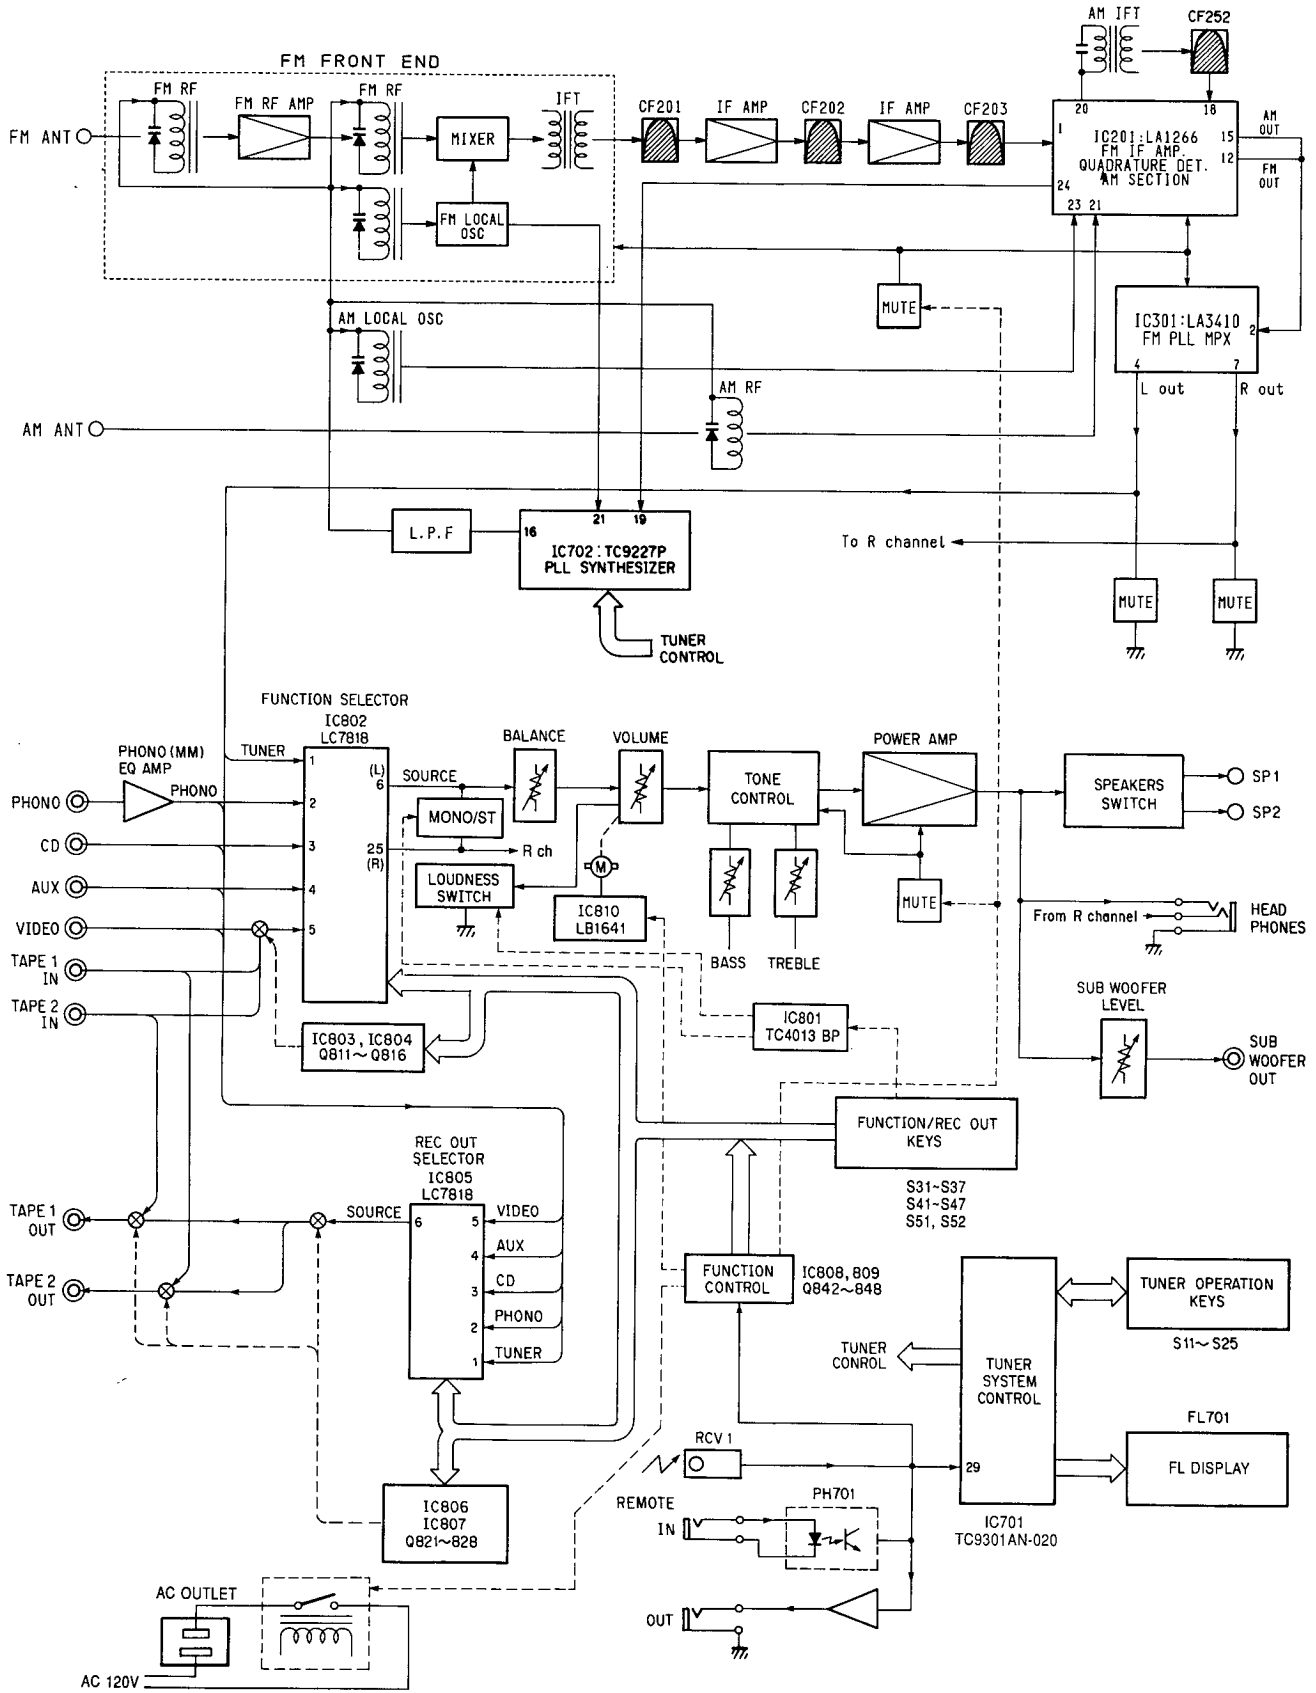 AM IFT
CF252
FM FRONT END
FM RF
FM RF AMP
FM RF
IFT
CF201
IF AMP
CF202
IF AMP
CF203
20
18
FM ANT
MIXER
1
IC201:LA1266
FM IF AMP.
QUADRATURE DET.
AM SECTION
15
12
AM
OUT
FM
OUT
24
23
21
FM LOCAL
OSC
MUTE
IC301:LA3410
FM PLL MPX
2
4
7
L out
R out
AM LOCAL OSC
AM RF
AM ANT
L.P.F
16
21
19
IC702:TC9227P
PLL SYNTHESIZER
To R channel
MUTE
MUTE
TUNER
CONTROL
FUNCTION SELECTOR
IC802
LC7818
PHONO(MM)
EQ AMP
TUNER
1
BALANCE
VOLUME
POWER AMP
(L)
6
SOURCE
TONE
CONTROL
SPEAKERS
SWITCH
SP1
SP2
PHONO
PHONO
2
MONO/ST
CD
3
25
(R)
R ch
M
AUX
4
LOUDNESS
SWITCH
IC810
LB1641
MUTE
VIDEO
5
From R channel
HEAD
PHONES
TAPE 1
IN
BASS
TREBLE
TAPE 2
IN
SUB WOOFER
LEVEL
IC803, IC804
Q811~Q816
IC801
TC4013 BP
SUB
WOOFER
OUT
FUNCTION/REC OUT
KEYS
S31~S37
S41~S47
S51, S52
REC OUT
SELECTOR
IC805
LC7818
TAPE 1
OUT
SOURCE
6
5
VIDEO
4
AUX
3
CD
2
PHONO
1
TUNER
TAPE 2
OUT
FUNCTION
CONTROL
IC808, 809
Q842~848
TUNER OPERATION
KEYS
S11~S25
TUNER
CONROL
TUNER
SYSTEM
CONTROL
FL701
RCV 1
29
FL DISPLAY
REMOTE
IN
PH701
IC701
TC9301AN-020
IC806
IC807
Q821~828
AC OUTLET
OUT
AC 120V